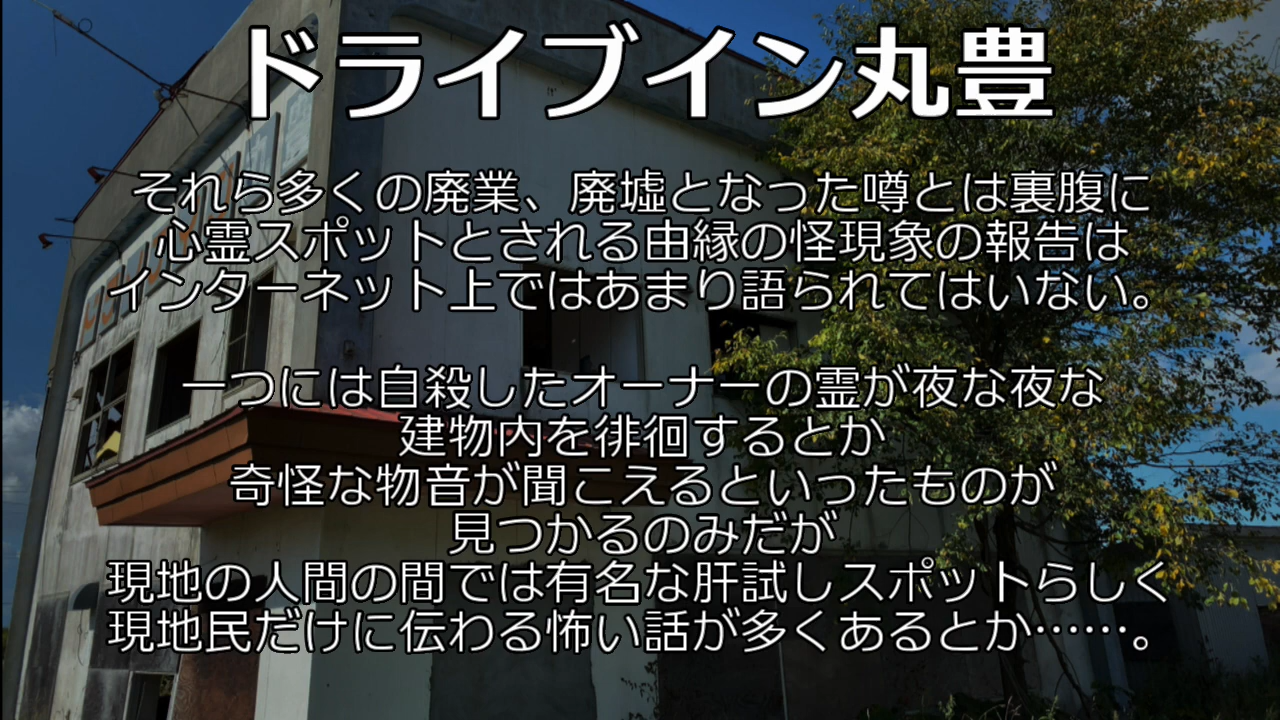 ドライブイン丸豊
それら多くの廃業、廃墟となった噂とは裏腹に
心霊スポットとされる由縁の怪現象の報告は
インターネット上ではあまり語られてはいない。
一つには自殺したオーナーの霊が夜な夜な
建物内を徘徊するとか
奇怪な物音が聞こえるといったものが
見つかるのみだが
現地の人間の間では有名な肝試しスポットらしく
現地民だけに伝わる怖い話が多くあるとか……。